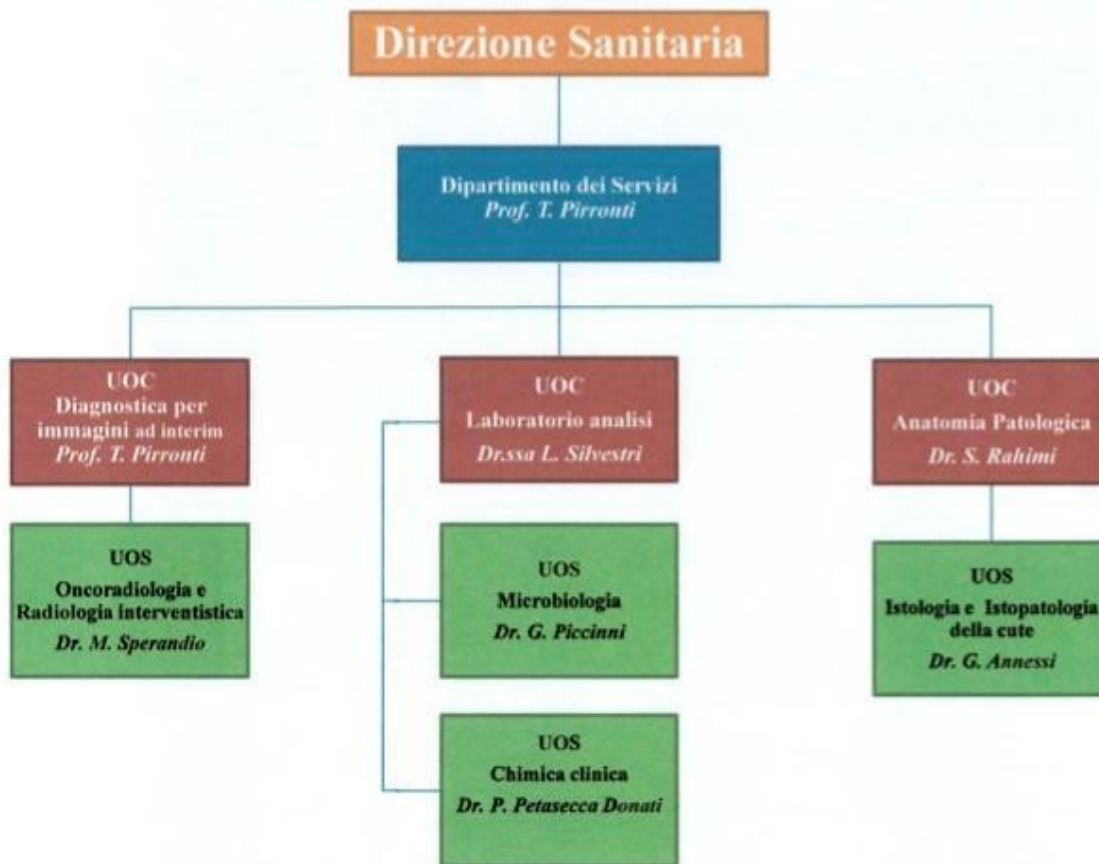 Direzione Sanitaria
Dipartimento dei Servizi
Prof. T. Pirronti
UOC
Diagnostica per
immagini ad interim
Prof. T. Pirronti
UOC
Laboratorio analisi
Dr.ssa L. Silvestri
UOC
Anatomia Patologica
Dr. S. Rahimi
UOS
Oncoradiologia e
Radiologia interventistica
Dr. M. Sperandio
UOS
Microbiologia
Dr. G. Piccinni
UOS
Istologia e Istopatologia
della cute
Dr. G. Annessi
UOS
Chimica clinica
Dr. P. Petasecca Donati